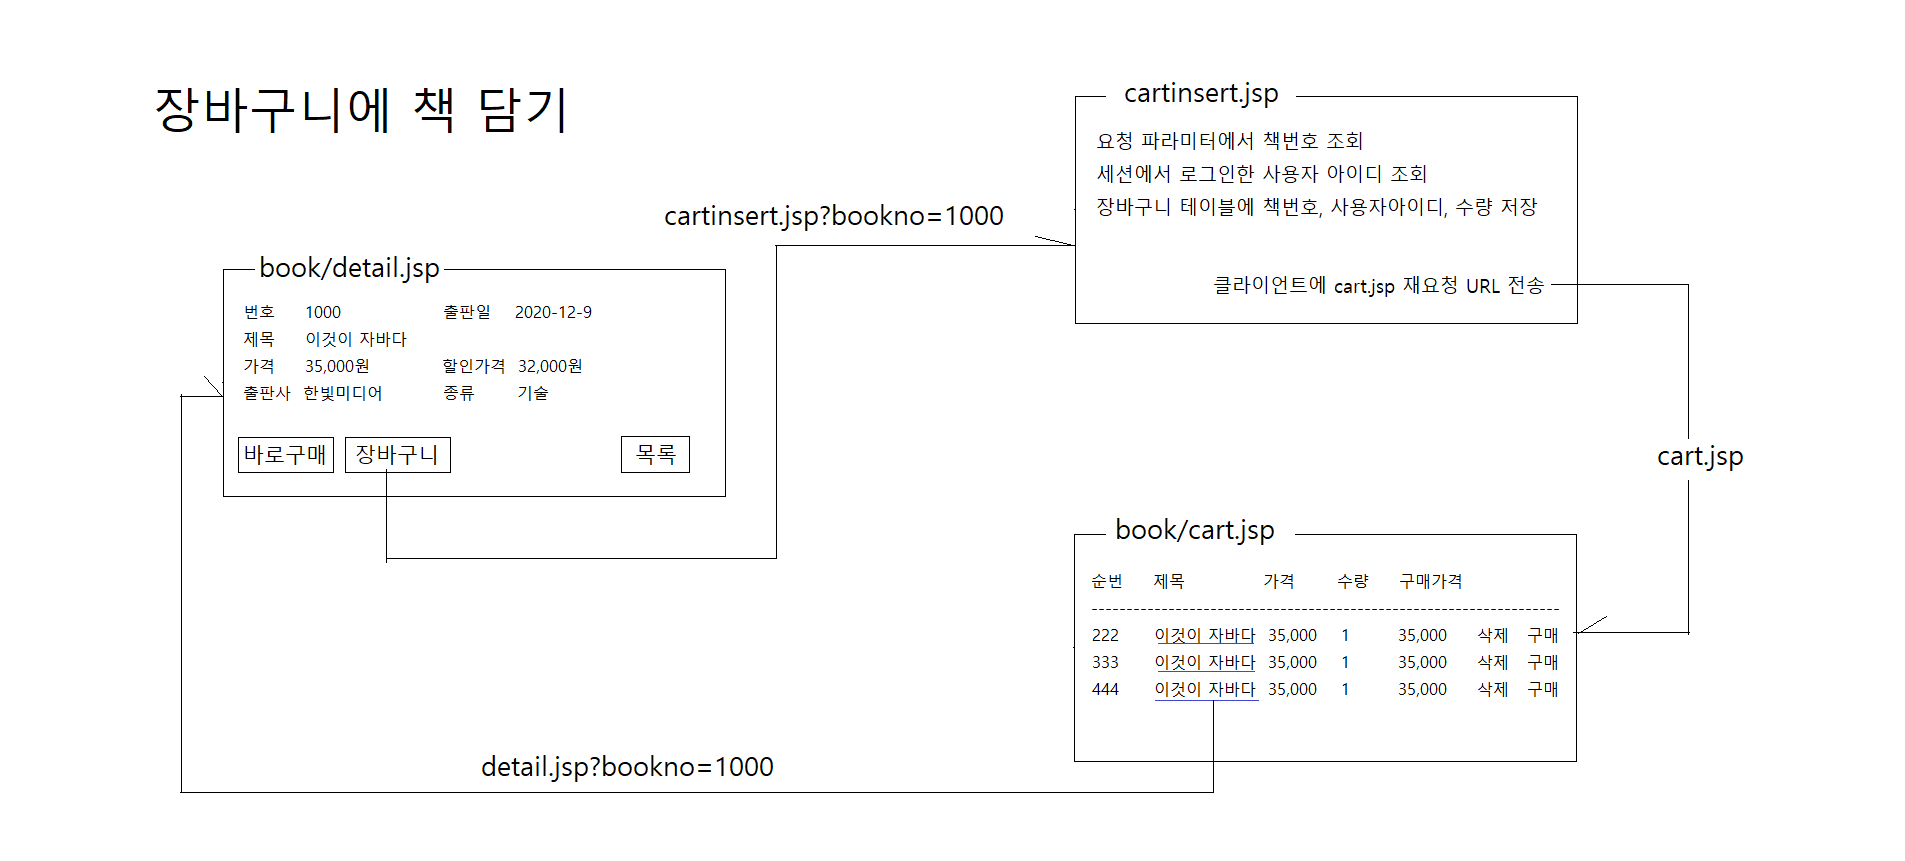 장바구니에 책 담기
book/detail.jsp
번호 1000 출판일 2020-12-9
제목 이것이 자바다
가격 35,000원 할인가격 32,000원
출판사 한빛미디어 종류 기술
바로구매 장바구니 목록
cartinsert.jsp?bookno=1000
cartinsert.jsp
요청 파라미터에서 책번호 조회
세션에서 로그인한 사용자 아이디 조회
장바구니 테이블에 책번호, 사용자아이디, 수량 저장
클라이언트에 cart.jsp 재요청 URL 전송
cart.jsp
book/cart.jsp
순번 제목 가격 수량 구매가격
-------------------------------------------------------------------
222 이것이 자바다 35,000 1 35,000 삭제 구매
333 이것이 자바다 35,000 1 35,000 삭제 구매
444 이것이 자바다 35,000 1 35,000 삭제 구매
detail.jsp?bookno=1000